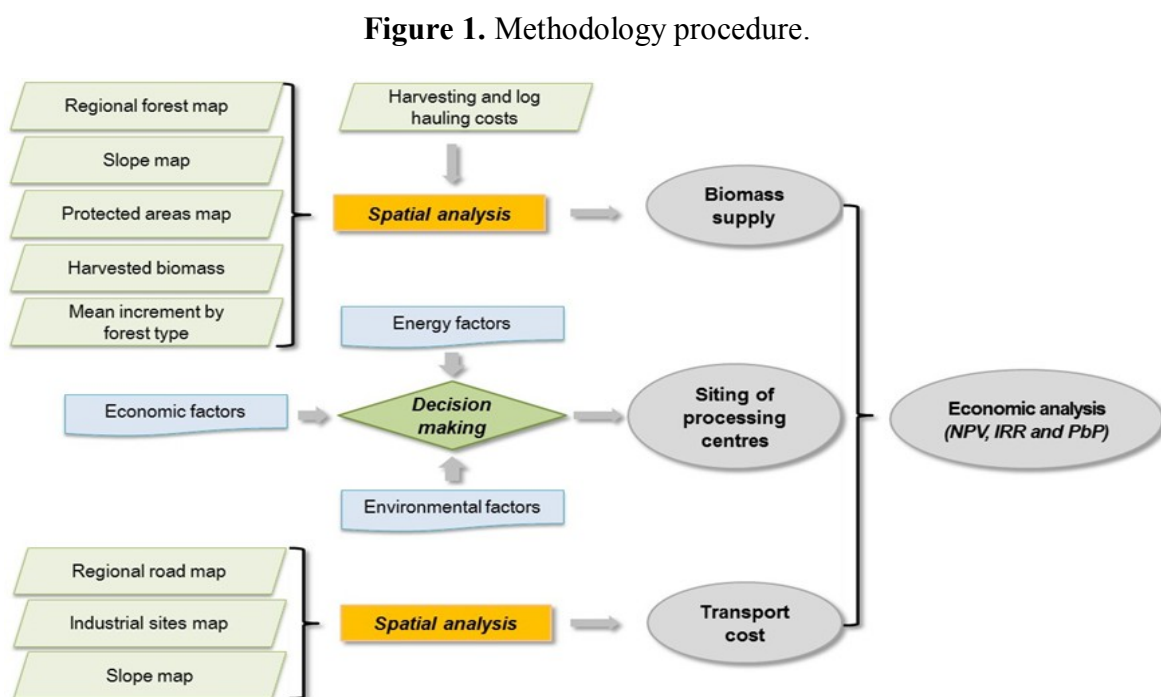 Figure 1. Methodology procedure.
Regional forest map
Slope map
Protected areas map
Harvested biomass
Mean increment by
forest type
Harvesting and log
hauling costs
Spatial analysis
Biomass
supply
Energy factors
Economic factors
Decision
making
Environmental factors
Siting of
processing
centres
Economic analysis
(NPV, IRR and PbP)
Regional road map
Industrial sites map
Slope map
Spatial analysis
Transport
cost